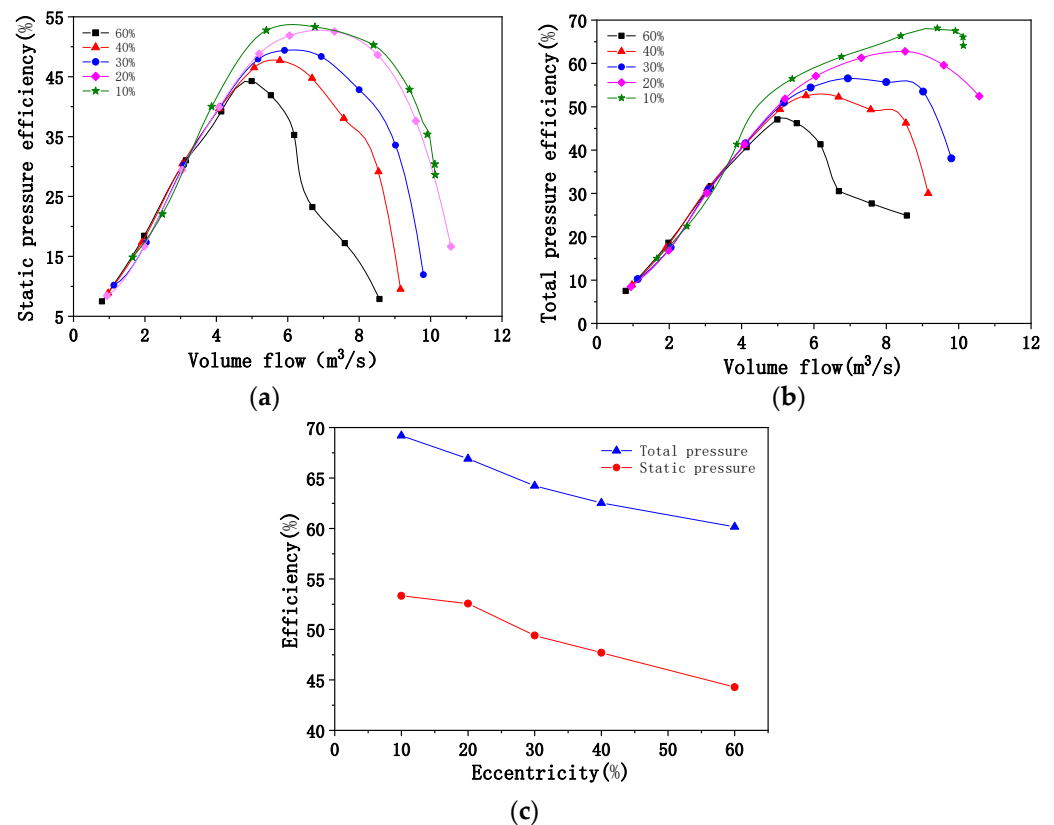 55
45
35
25
15
5
Static pressure efficiency(%)
60%
40%
30%
20%
10%
0 2 4 6 8 10 12
Volume flow (m³/s)
(a)
70
60
50
40
30
20
10
0
Total pressure efficiency(%)
60%
40%
30%
20%
10%
0 2 4 6 8 10 12
Volume flow(m³/s)
(b)
70
65
60
55
50
45
40
Efficiency(%)
Total pressure
Static pressure
0 10 20 30 40 50 60
Eccentricity(%)
(c)